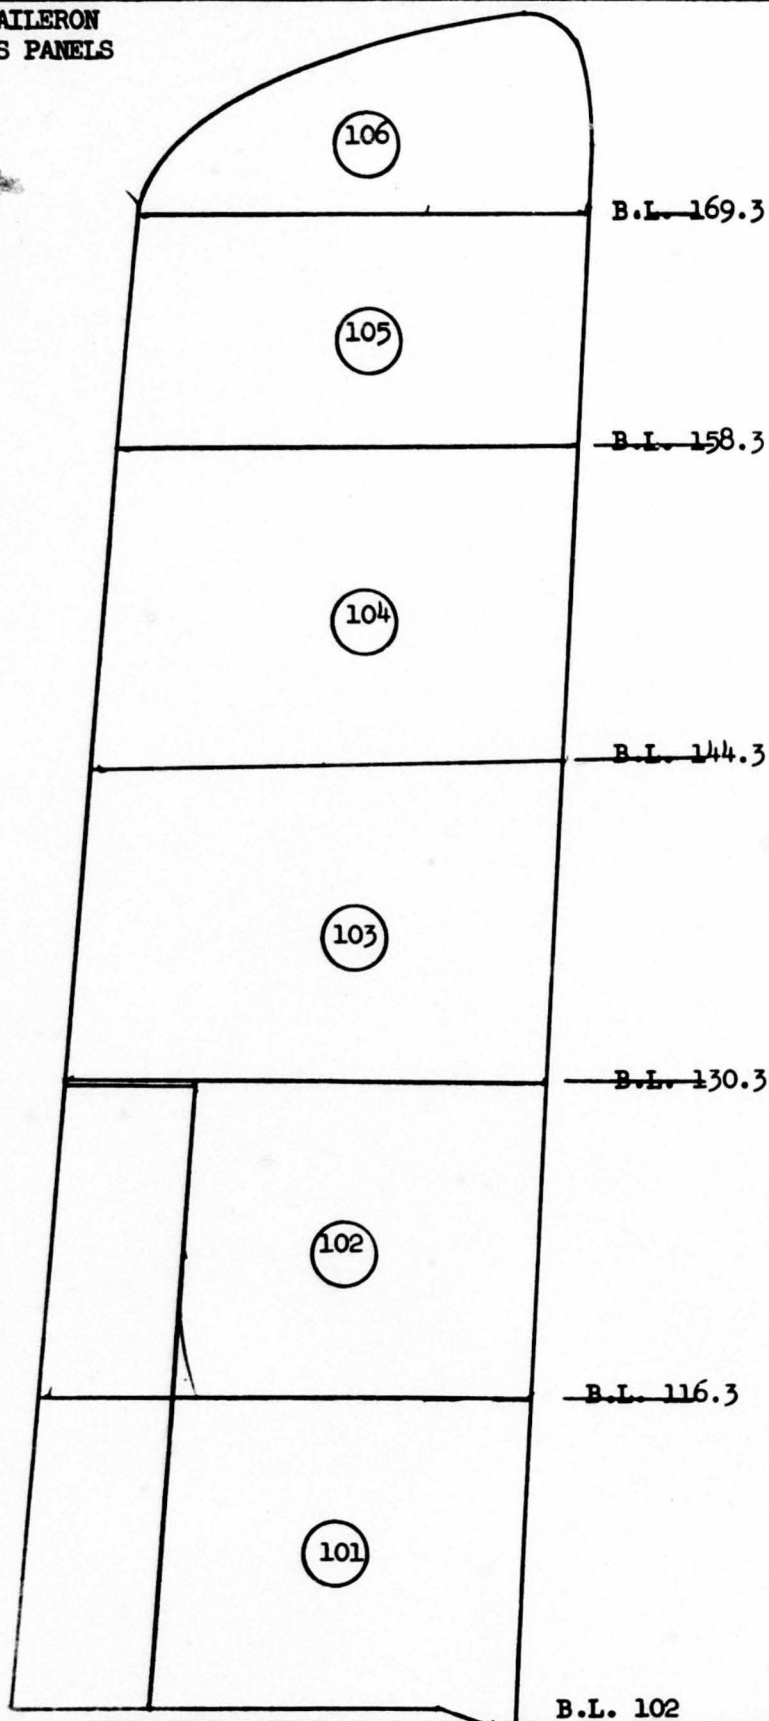 AILERON
S PANELS
106
B.L. 169.3
105
B.L. 158.3
104
B.L. 144.3
103
B.L. 130.3
102
B.L. 116.3
101
B.L. 102